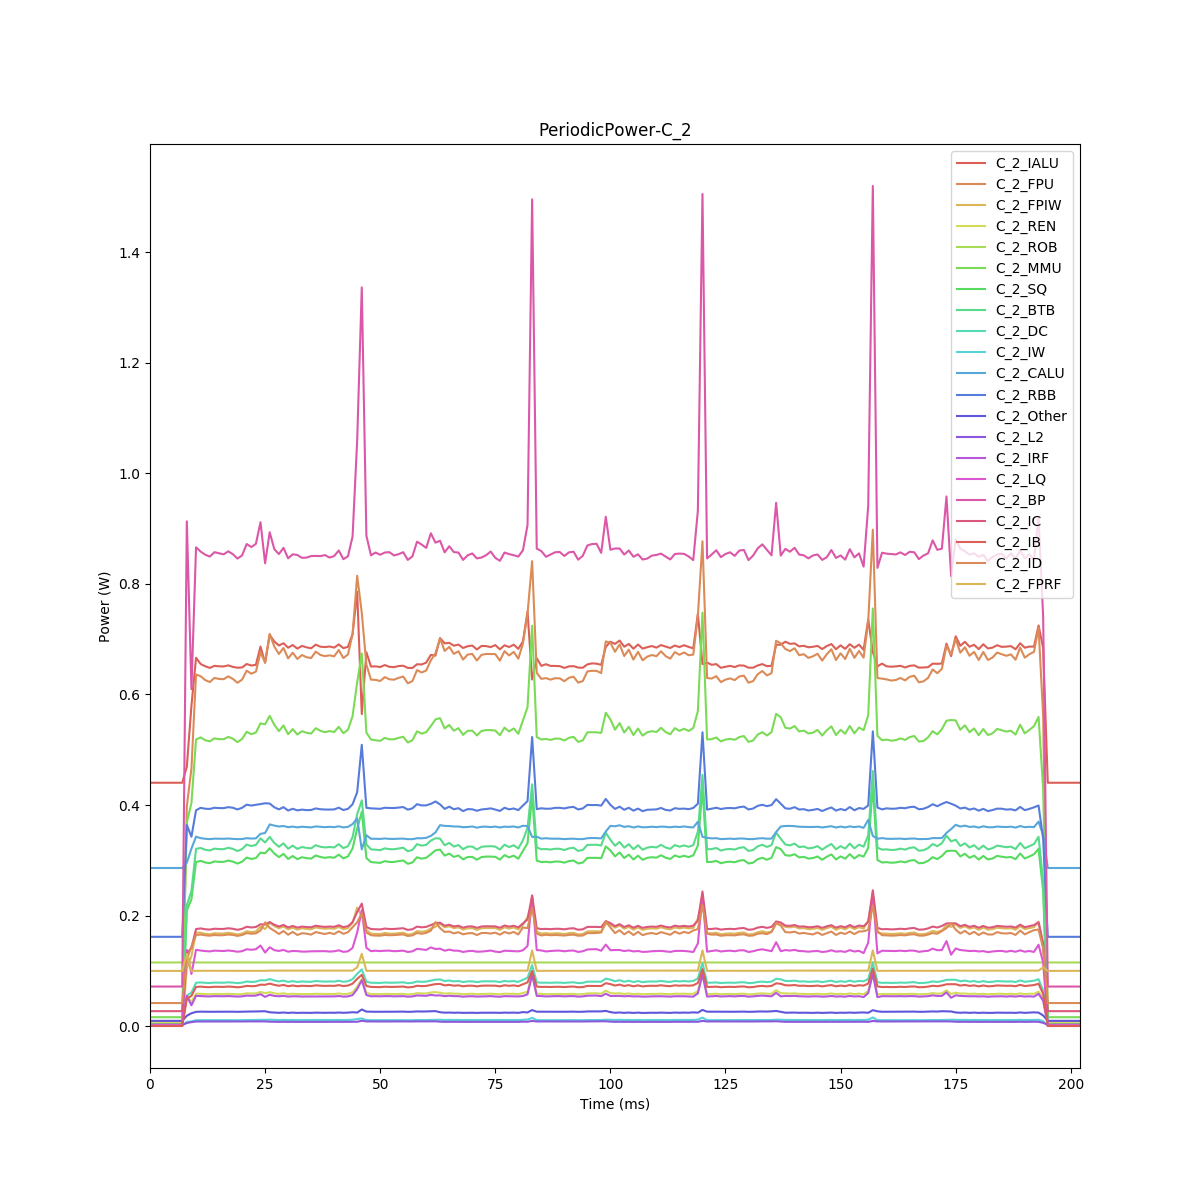 PeriodicPower-C_2
C_2_IALU
C_2_FPU
C_2_FPIW
C_2_REN
C_2_ROB
C_2_MMU
C_2_SQ
C_2_BTB
C_2_DC
C_2_IW
C_2_CALU
C_2_RBB
C_2_Other
C_2_L2
C_2_IRF
C_2_LQ
C_2_BP
C_2_IC
C_2_IB
C_2_ID
C_2_FPRF
1.4
1.2
1.0
0.8
0.6
0.4
0.2
0.0
Power (W)
0 25 50 75 100 125 150 175 200
Time (ms)